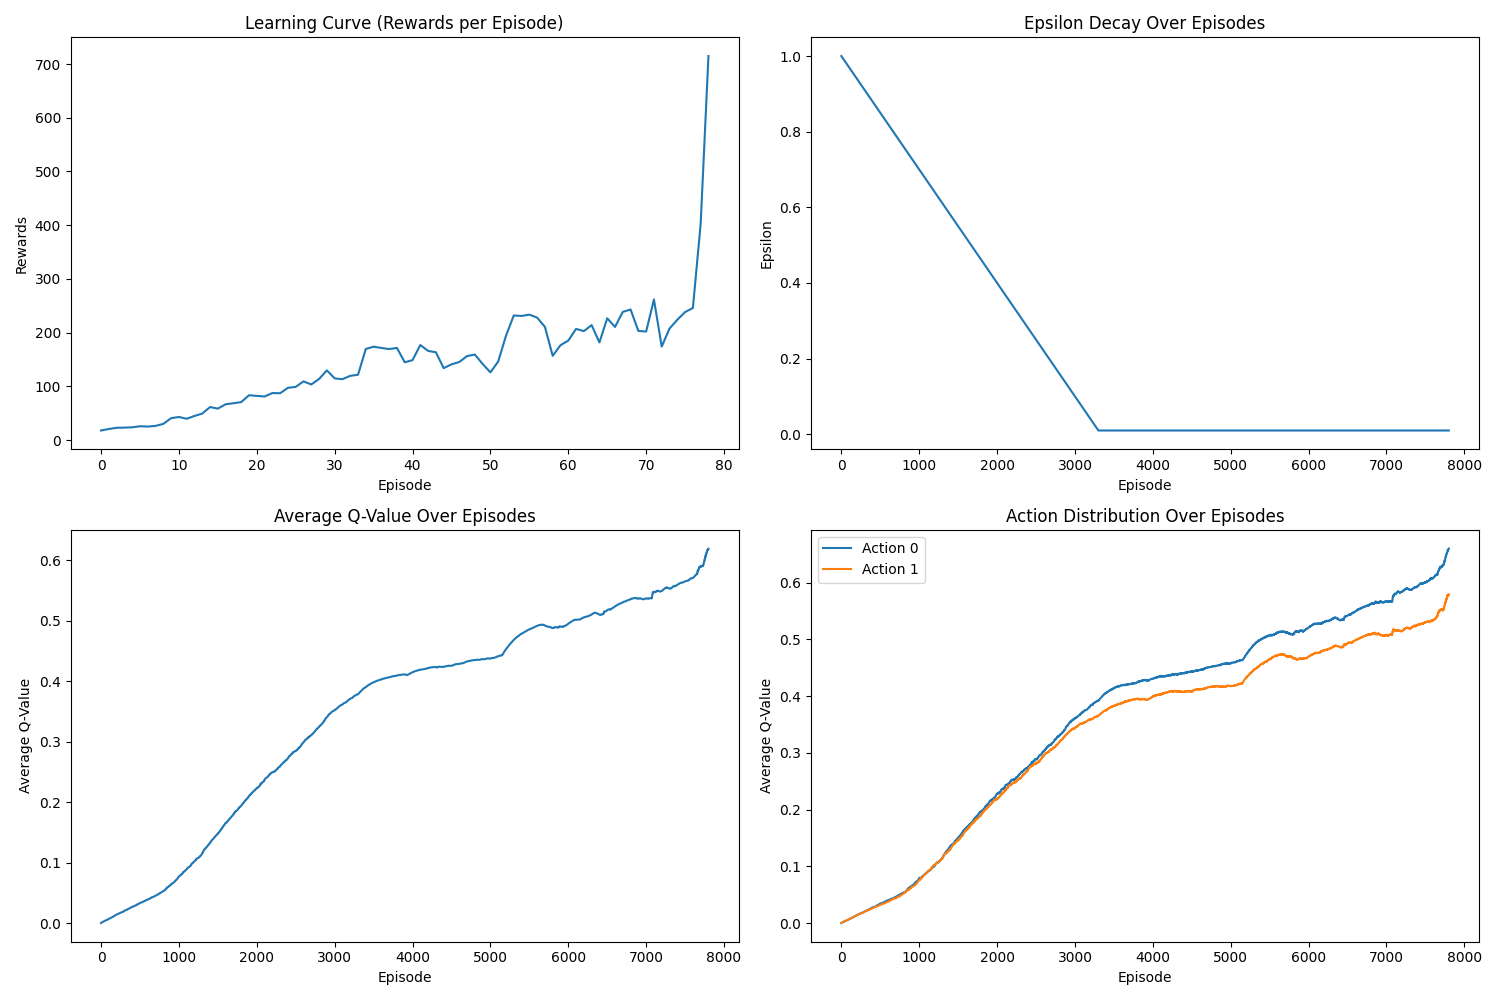 Learning Curve (Rewards per Episode)
Rewards
700
600
500
400
300
200
100
0
0 10 20 30 40 50 60 70 80
Episode
Epsilon Decay Over Episodes
Epsilon
1.0
0.8
0.6
0.4
0.2
0.0
0 1000 2000 3000 4000 5000 6000 7000 8000
Episode
Average Q-Value Over Episodes
Average Q-Value
0.6
0.5
0.4
0.3
0.2
0.1
0.0
0 1000 2000 3000 4000 5000 6000 7000 8000
Episode
Action Distribution Over Episodes
Action 0
Action 1
Average Q-Value
0.6
0.5
0.4
0.3
0.2
0.1
0.0
0 1000 2000 3000 4000 5000 6000 7000 8000
Episode